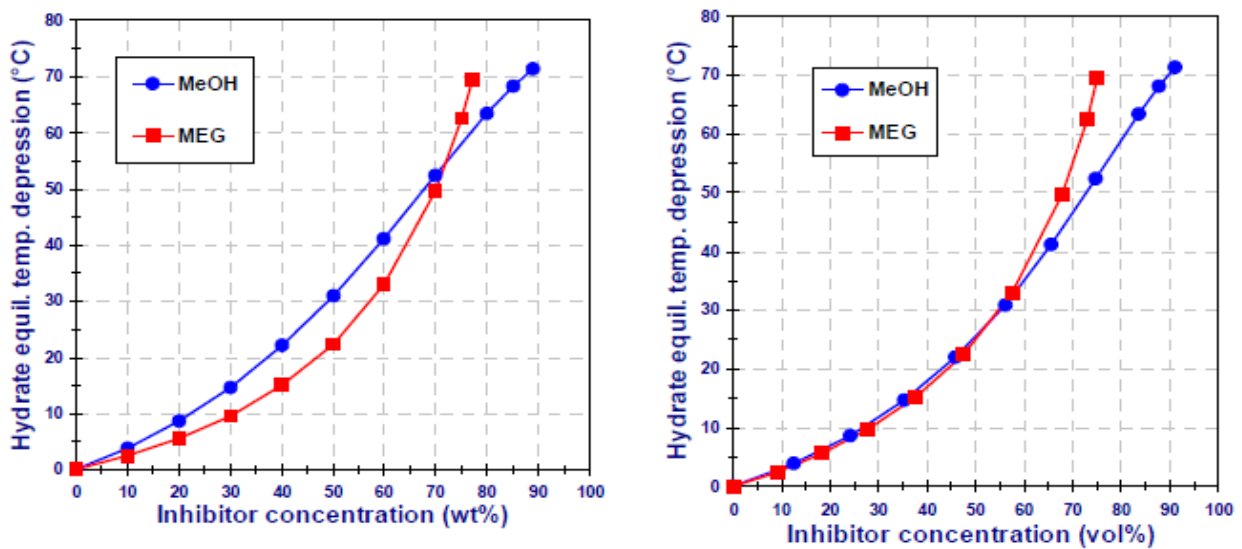 Hydrate equil. temp. depression (°C)
80
70
60
50
40
30
20
10
0
MeOH
MEG
0 10 20 30 40 50 60 70 80 90 100
Inhibitor concentration (wt%)
Hydrate equil. temp. depression (°C)
80
70
60
50
40
30
20
10
0
MeOH
MEG
0 10 20 30 40 50 60 70 80 90 100
Inhibitor concentration (vol%)